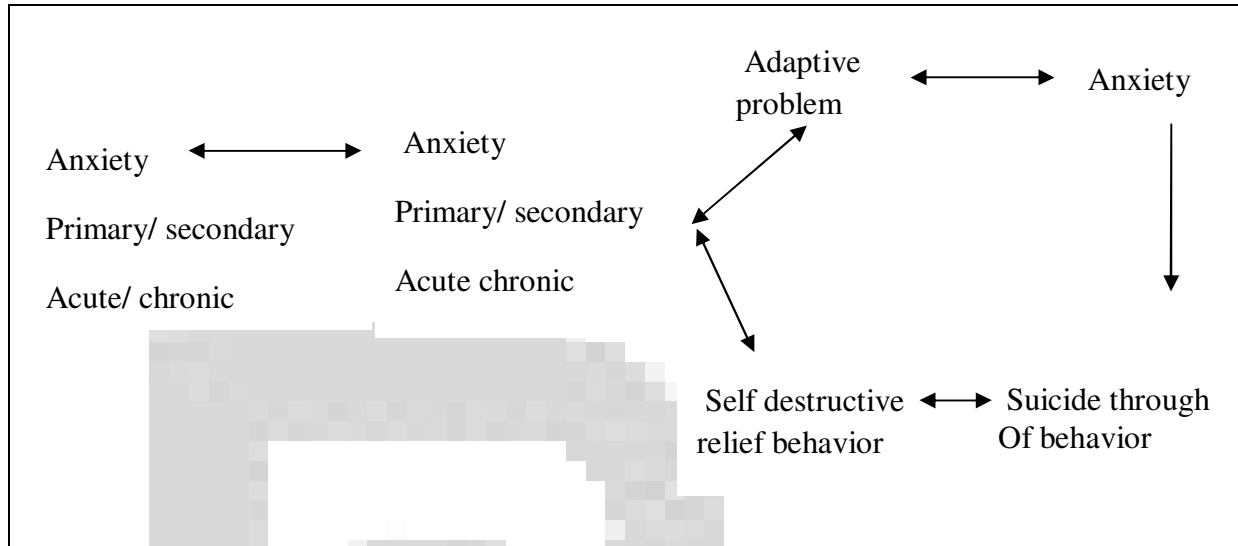 Anxiety
Primary/ secondary
Acute/ chronic
Anxiety
Primary/ secondary
Acute chronic
Adaptive
problem
Anxiety
Self destructive
relief behavior
Suicide through
Of behavior